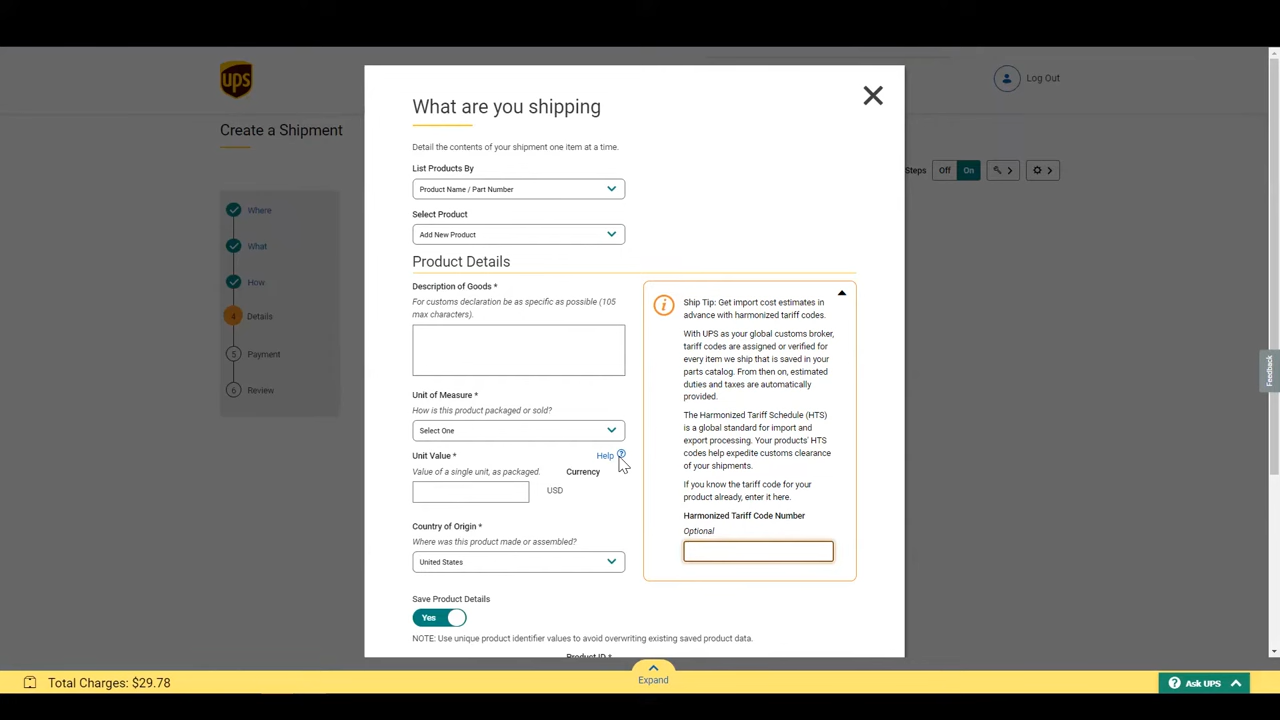 ups
Log Out
Create a Shipment
Steps
Off
On
Where
What
How
4
Details
5
Payment
6
Review
What are you shipping
Detail the contents of your shipment one item at a time.
List Products By
Product Name / Part Number
Select Product
Add New Product
Product Details
Description of Goods *
For customs declaration be as specific as possible (105
max characters).
Unit of Measure *
How is this product packaged or sold?
Select One
Unit Value *
Help ?
Value of a single unit, as packaged.
Currency
USD
Country of Origin *
Where was this product made or assembled?
United States
i
Ship Tip: Get import cost estimates in
advance with harmonized tariff codes.
With UPS as your global customs broker,
tariff codes are assigned or verified for
every item we ship that is saved in your
parts catalog. From then on, estimated
duties and taxes are automatically
provided.
The Harmonized Tariff Schedule (HTS)
is a global standard for import and
export processing. Your products' HTS
codes help expedite customs clearance
of your shipments.
If you know the tariff code for your
product already, enter it here.
Harmonized Tariff Code Number
Optional
Save Product Details
Yes
NOTE: Use unique product identifier values to avoid overwriting existing saved product data.
Product ID *
Feedback
Total Charges: $29.78
Expand
? Ask UPS